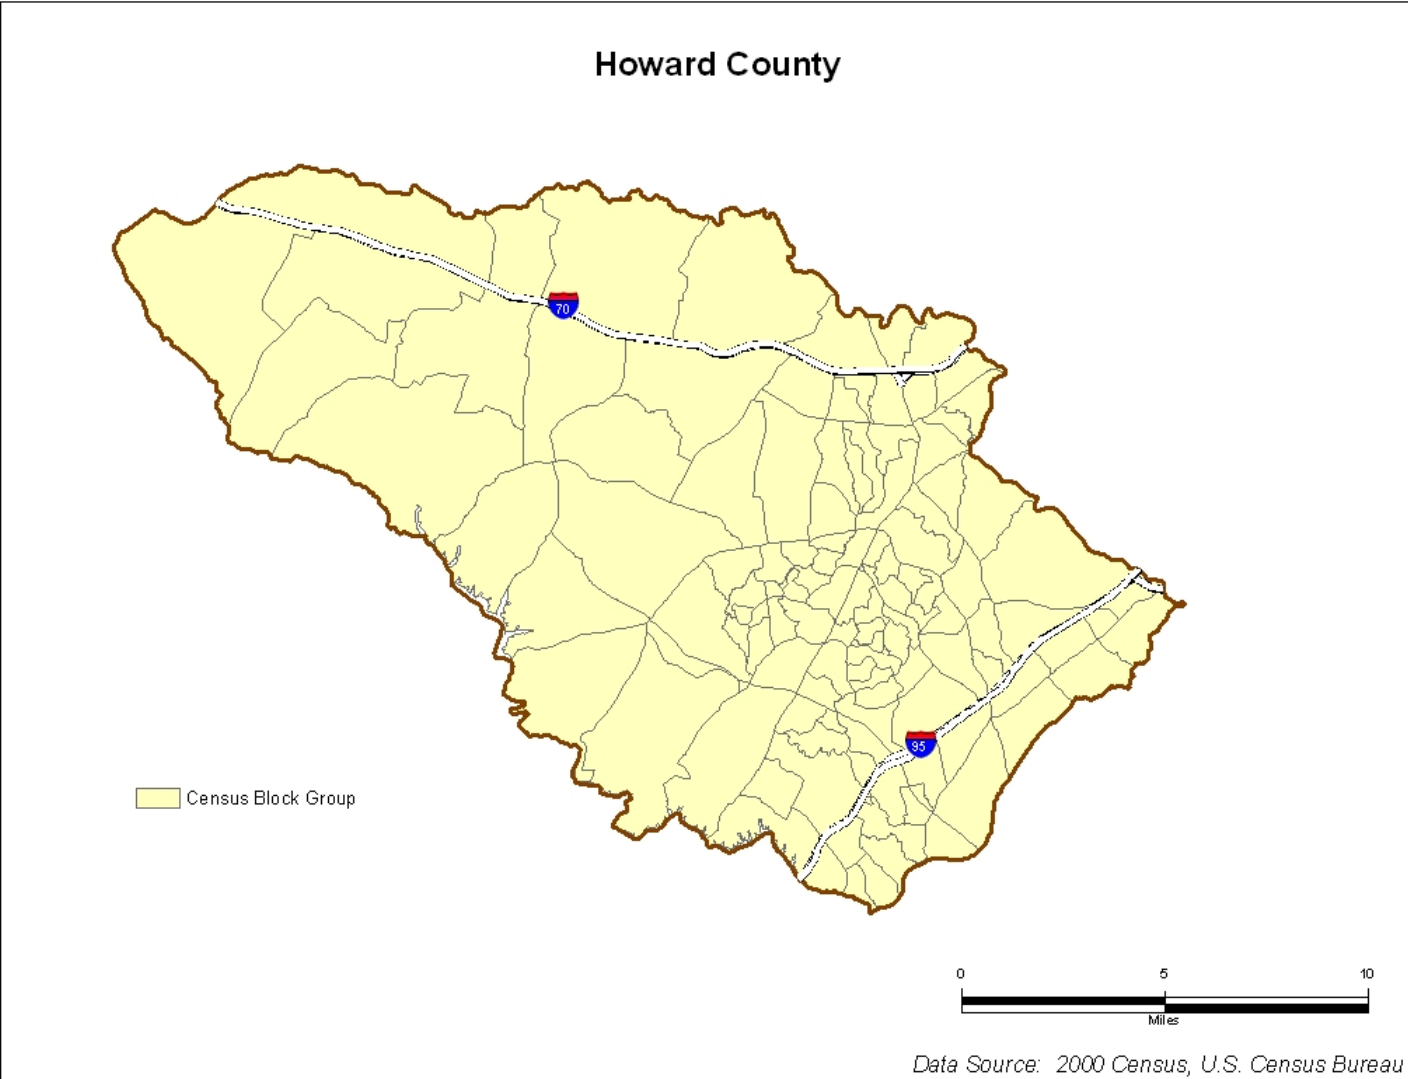 Howard County
70
95
Census Block Group
0 5 10
Miles
Data Source: 2000 Census, U.S. Census Bureau